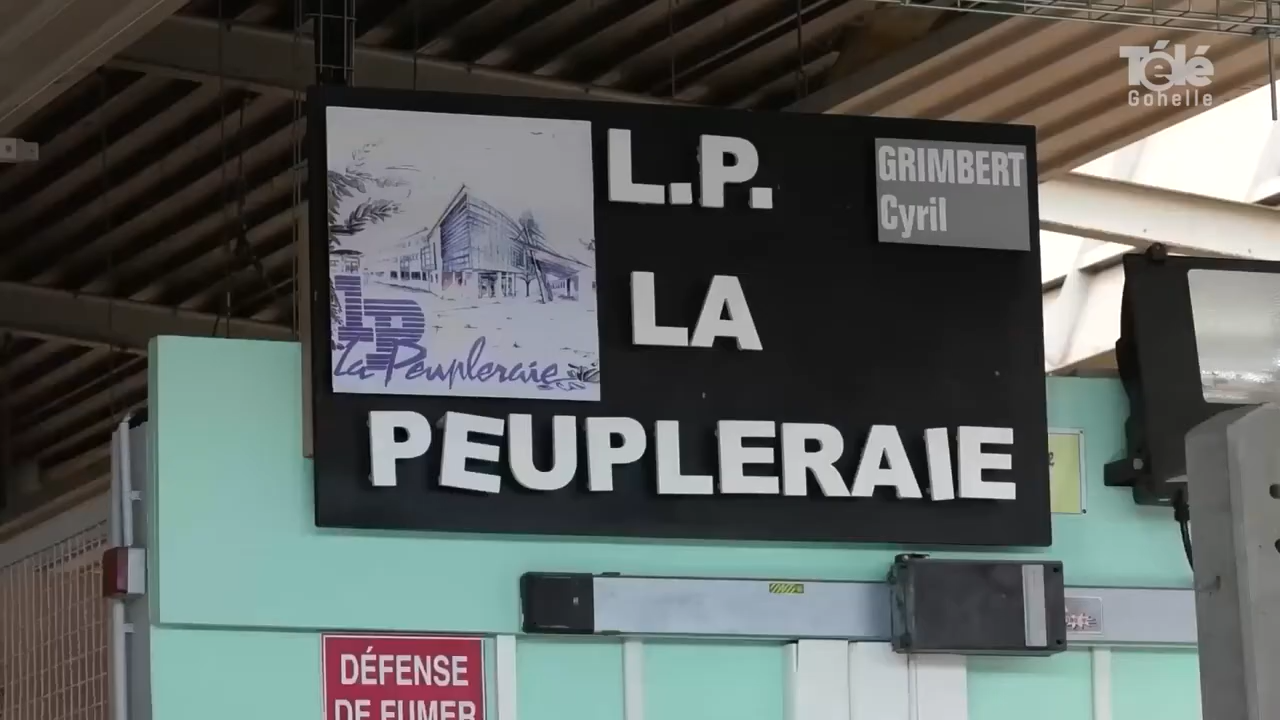 Télé
Gohelle
L.P.
GRIMBERT
Cyril
LA
LP
La Peupleraie
PEUPLERAIE
DÉFENSE
DE FUMER